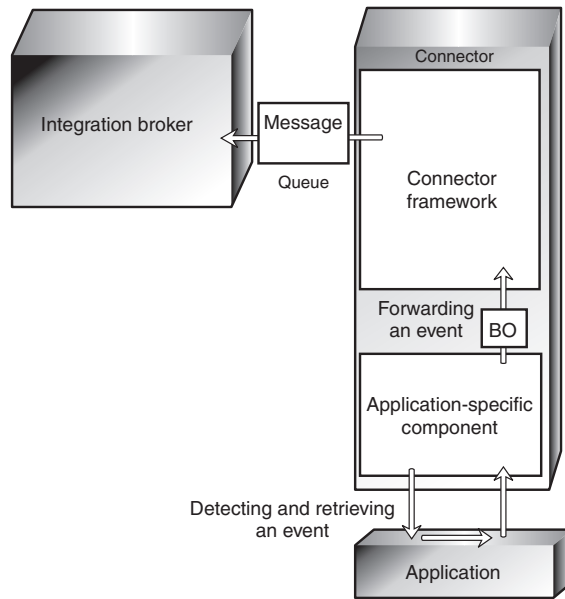 Connector
Integration broker
Message
Queue
Connector
framework
Forwarding
an event
BO
Application-specific
component
Detecting and retrieving
an event
Application